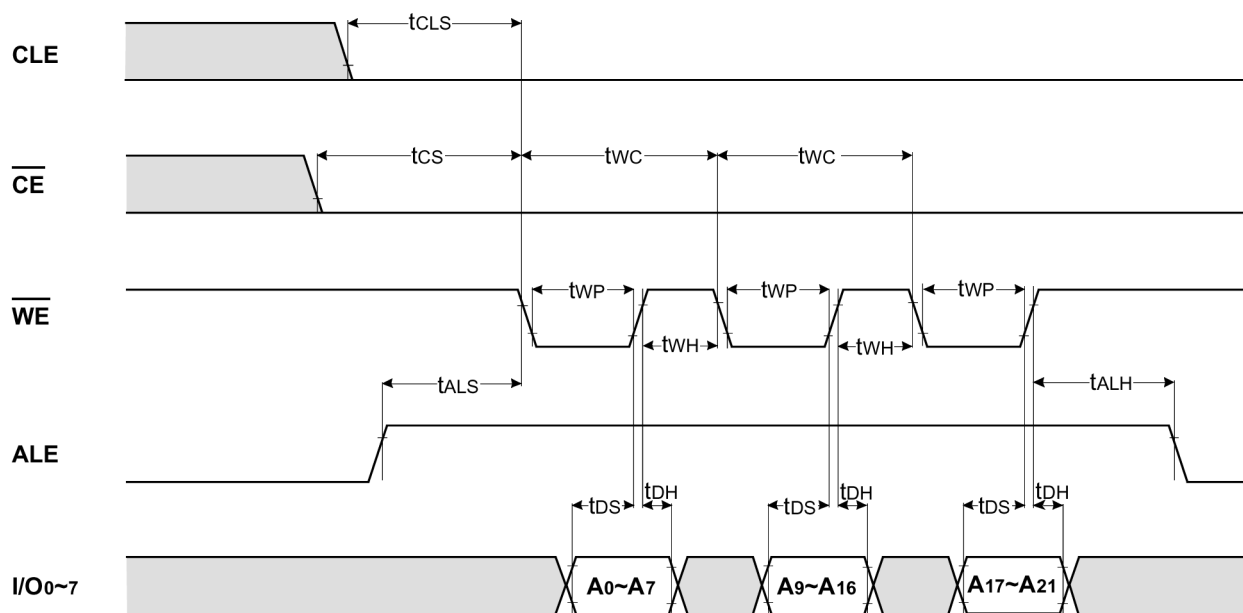 tCLS
CLE
tCS tWC tWC
CE
tWP tWP tWP
WE
tWH tWH
tALS tALH
ALE
tDS tDH tDS tDH tDS tDH
I/O0~7 A0~A7 A9~A16 A17~A21